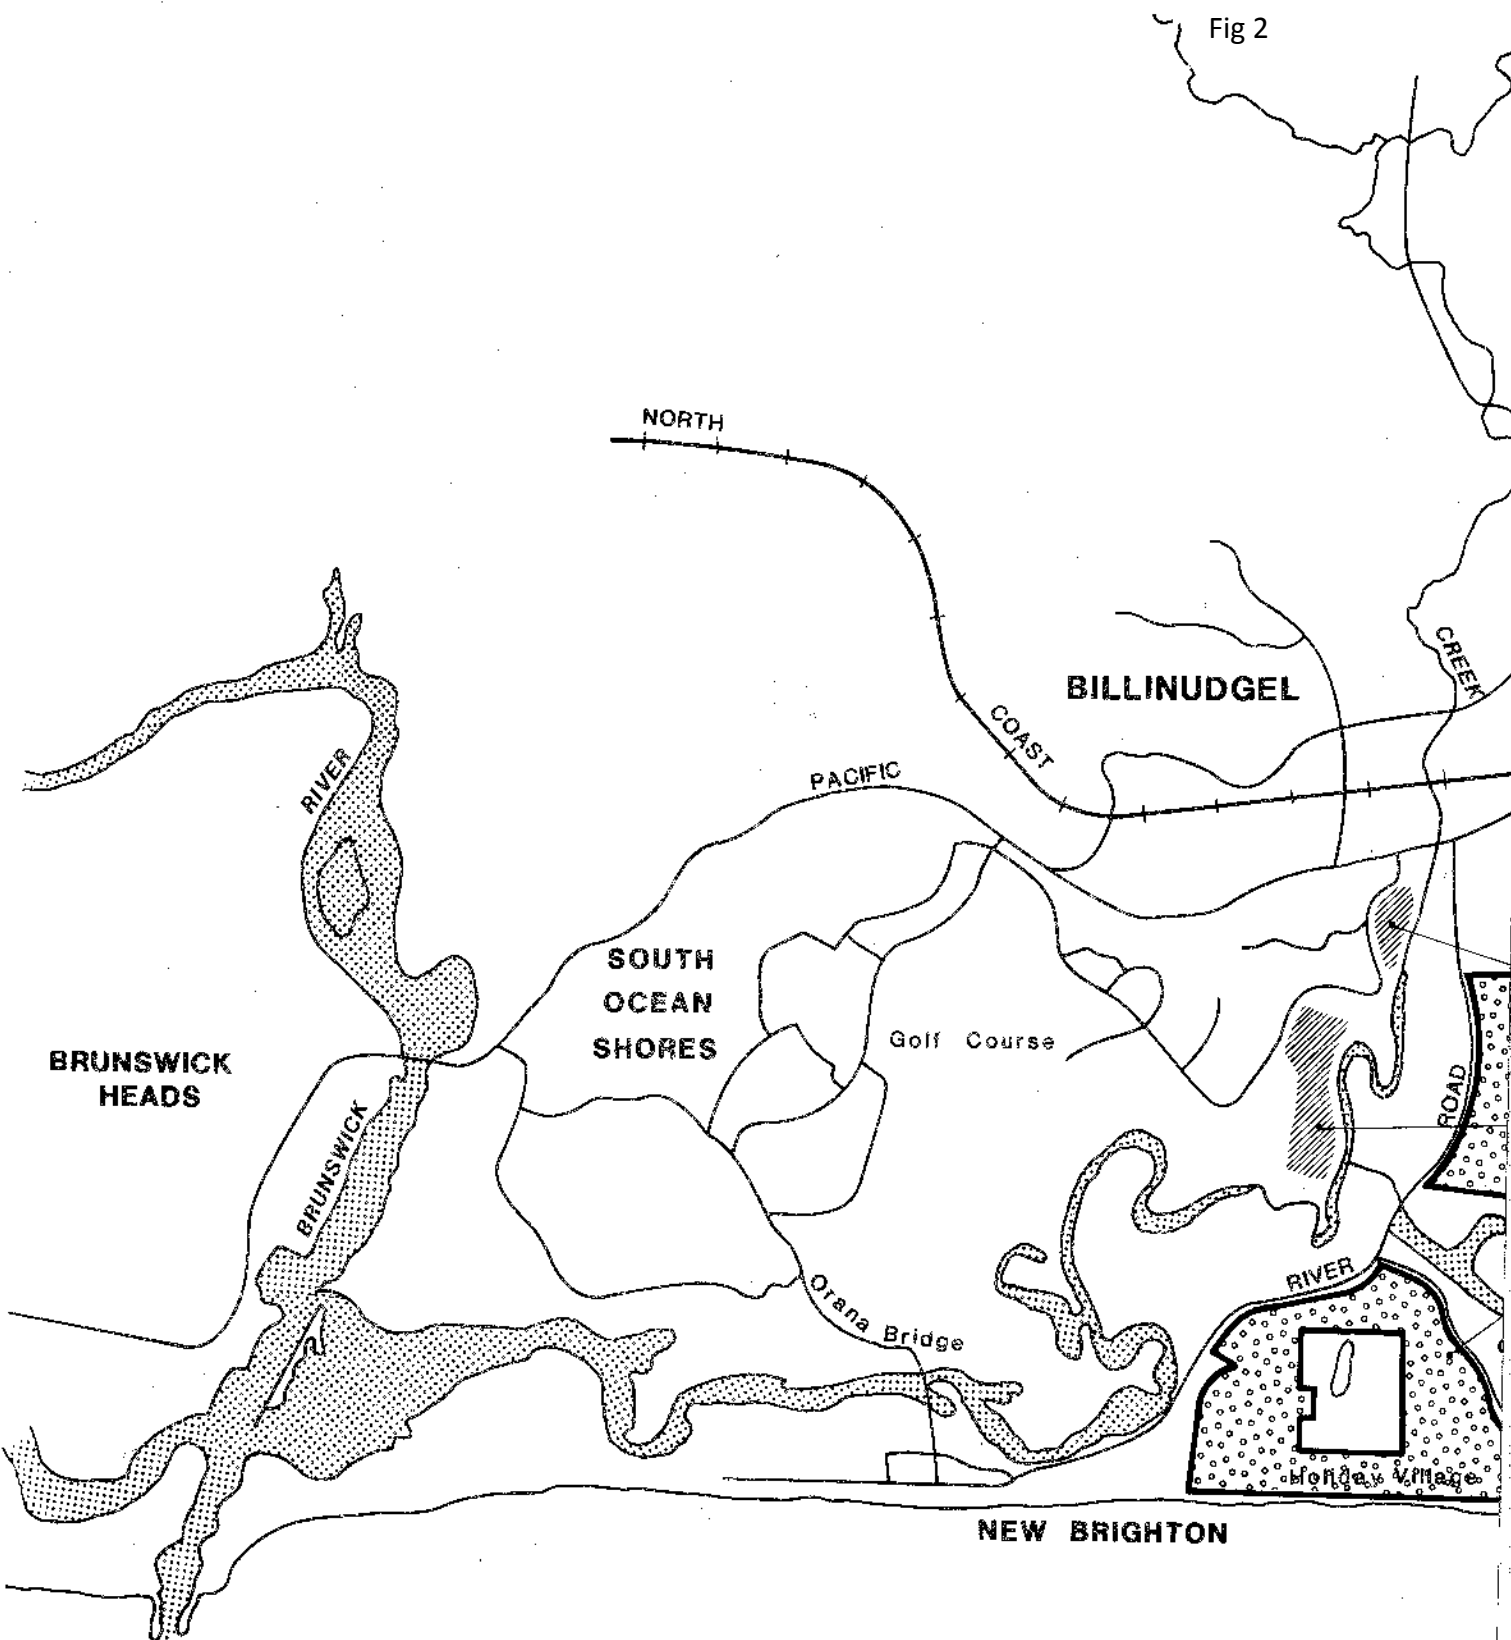 Fig 2
NORTH
COAST
CREEK
BILLINUDGEL
PACIFIC
RIVER
SOUTH
OCEAN
SHORES
Golf Course
BRUNSWICK
HEADS
ROAD
BRUNSWICK
RIVER
Orana Bridge
Holiday Village
NEW BRIGHTON